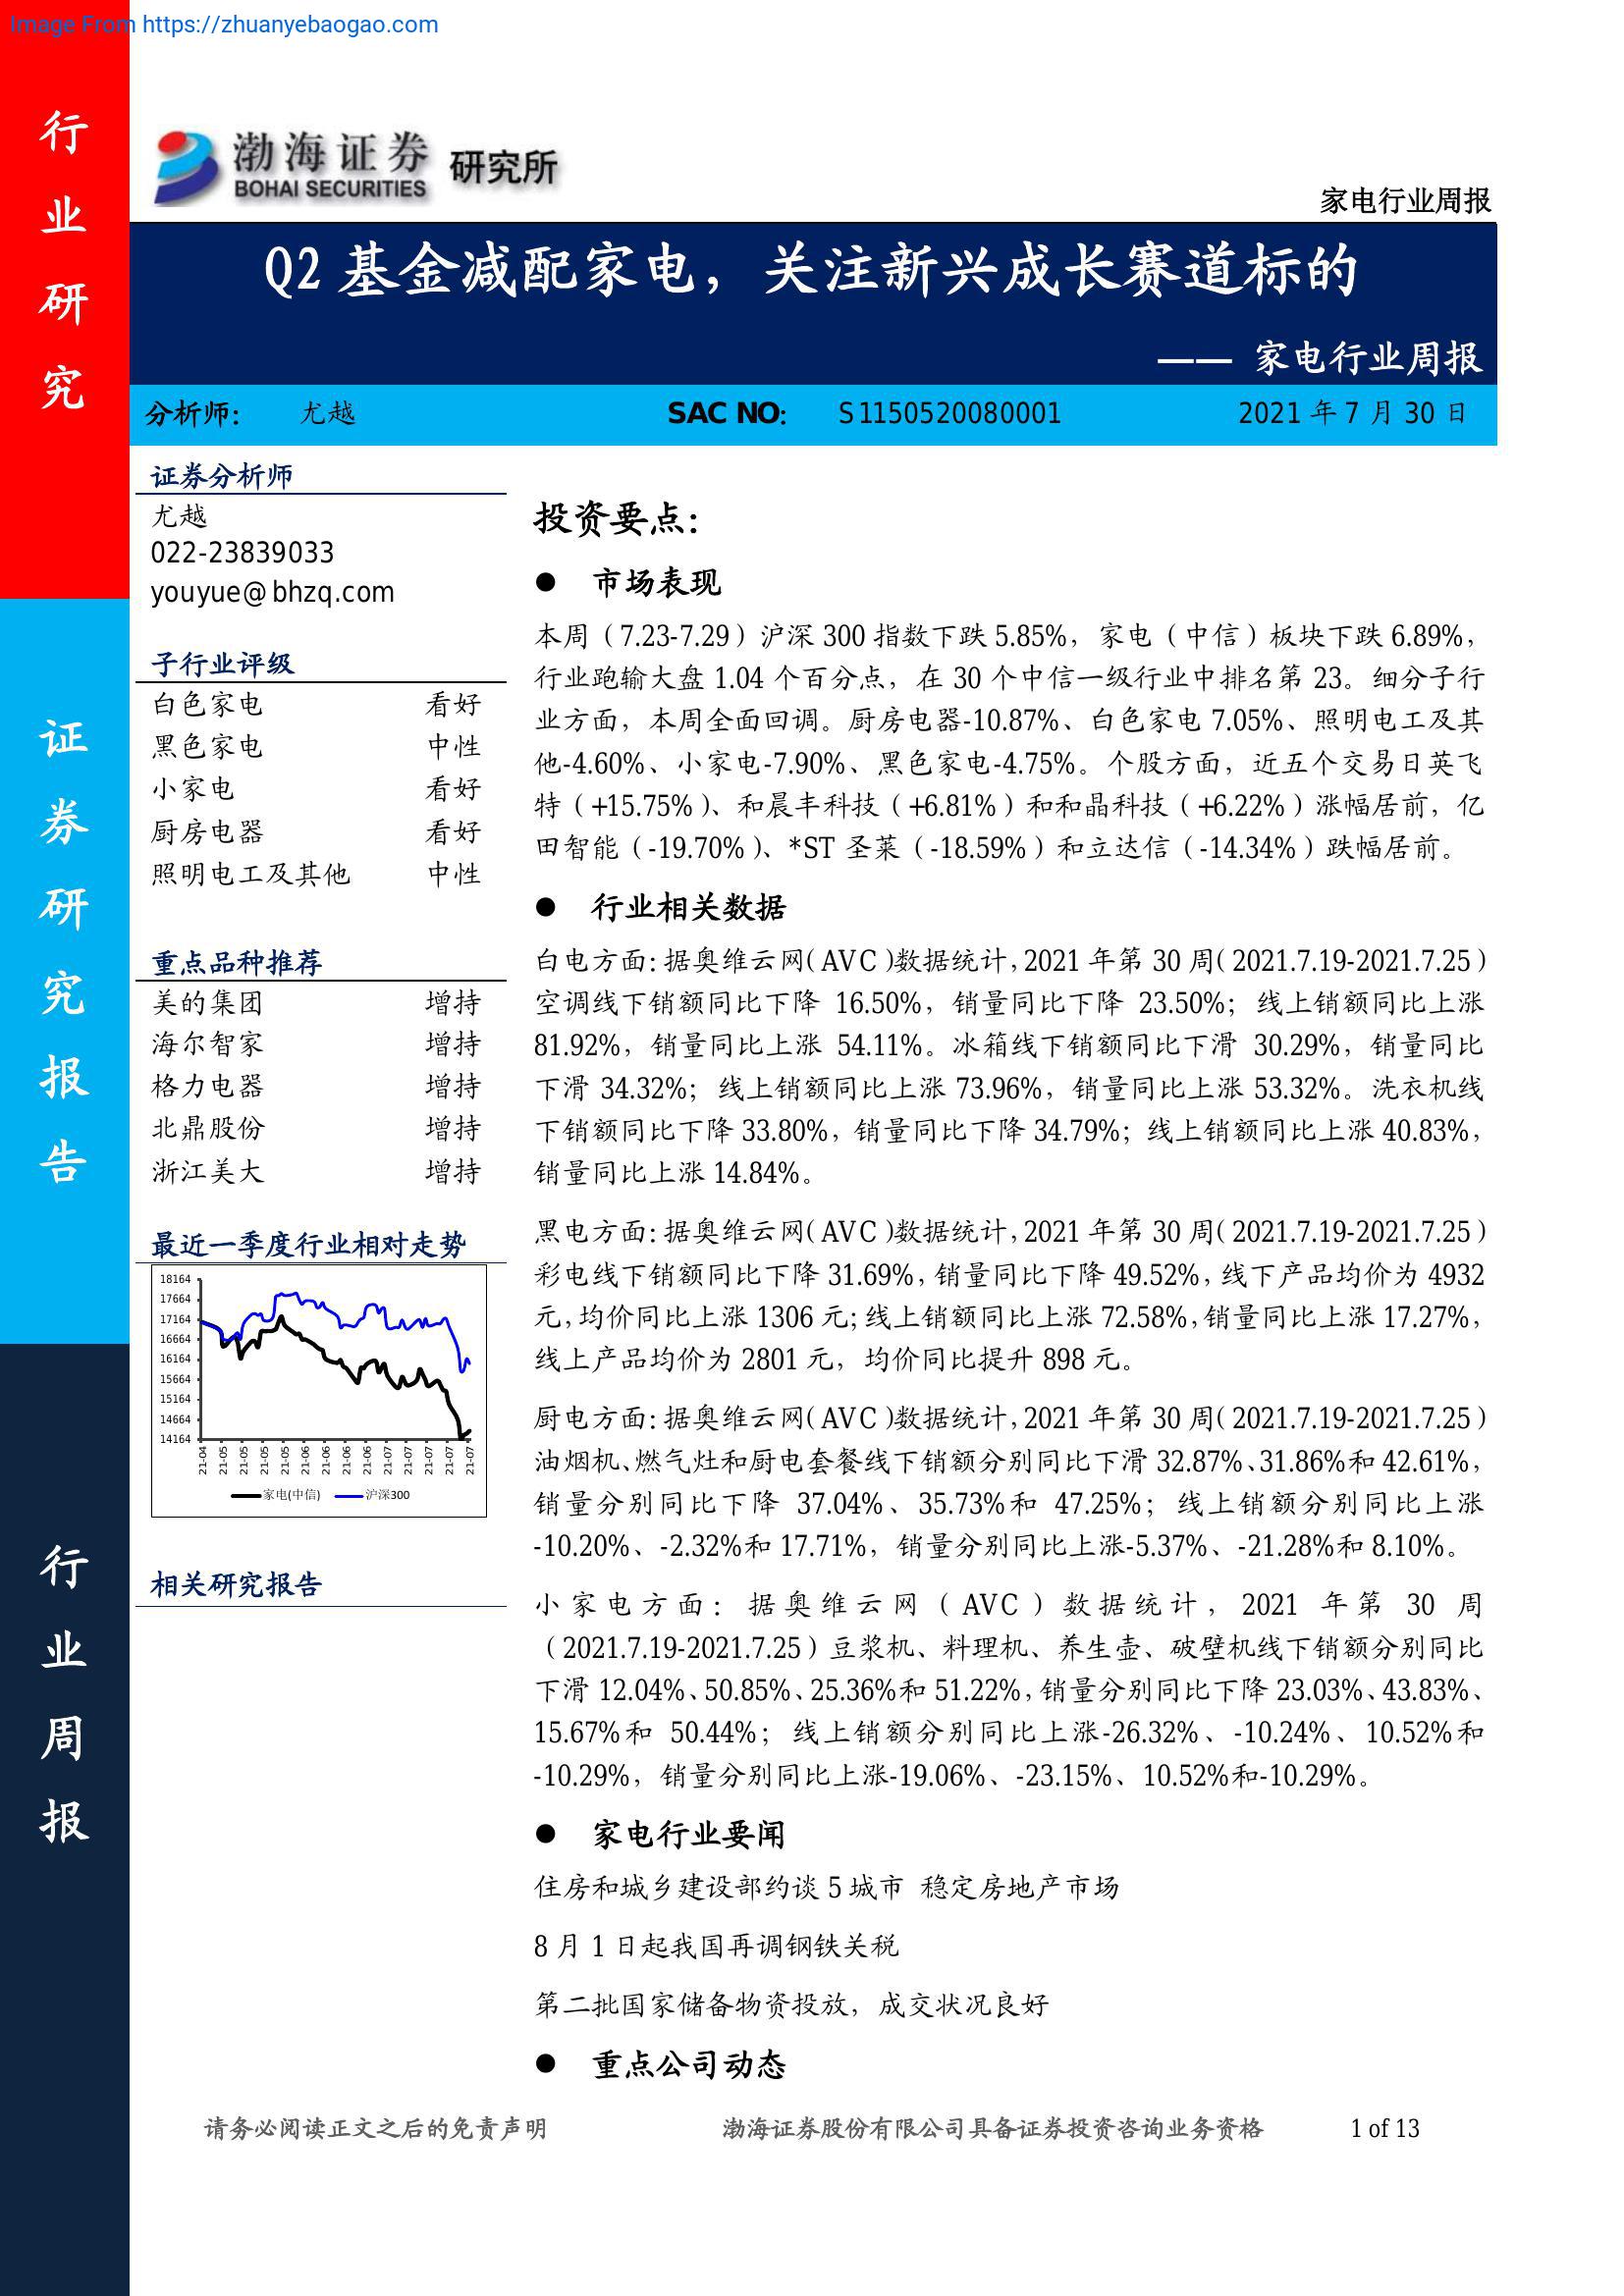 Image From https://zhuanyebaogao.com
行业研究
证券研究报告
行业周报
渤海证券 研究所
BOHAI SECURITIES
家电行业周报
Q2 基金减配家电，关注新兴成长赛道标的
—— 家电行业周报
分析师： 尤越 SAC NO： S1150520080001 2021 年 7 月 30 日
证券分析师
尤越
022-23839033
youyue@bhzq.com
子行业评级
白色家电 看好
黑色家电 中性
小家电 看好
厨房电器 看好
照明电工及其他 中性
重点品种推荐
美的集团 增持
海尔智家 增持
格力电器 增持
北鼎股份 增持
浙江美大 增持
最近一季度行业相对走势
18164
17664
17164
16664
16164
15664
15164
14664
14164
21-04 21-05 21-05 21-05 21-05 21-06 21-06 21-06 21-06 21-07 21-07 21-07 21-07 21-07
家电(中信) 沪深300
相关研究报告
投资要点：
● 市场表现
本周（7.23-7.29）沪深 300 指数下跌 5.85%，家电（中信）板块下跌 6.89%，
行业跑输大盘 1.04 个百分点，在 30 个中信一级行业中排名第 23。细分子行
业方面，本周全面回调。厨房电器-10.87%、白色家电 7.05%、照明电工及其
他-4.60%、小家电-7.90%、黑色家电-4.75%。个股方面，近五个交易日英飞
特（+15.75%）、和晨丰科技（+6.81%）和和晶科技（+6.22%）涨幅居前，亿
田智能（-19.70%）、*ST 圣莱（-18.59%）和立达信（-14.34%）跌幅居前。
● 行业相关数据
白电方面：据奥维云网（AVC）数据统计，2021 年第 30 周（2021.7.19-2021.7.25）
空调线下销额同比下降 16.50%，销量同比下降 23.50%；线上销额同比上涨
81.92%，销量同比上涨 54.11%。冰箱线下销额同比下滑 30.29%，销量同比
下滑 34.32%；线上销额同比上涨 73.96%，销量同比上涨 53.32%。洗衣机线
下销额同比下降 33.80%，销量同比下降 34.79%；线上销额同比上涨 40.83%，
销量同比上涨 14.84%。
黑电方面：据奥维云网（AVC）数据统计，2021 年第 30 周（2021.7.19-2021.7.25）
彩电线下销额同比下降 31.69%，销量同比下降 49.52%，线下产品均价为 4932
元，均价同比上涨 1306 元；线上销额同比上涨 72.58%，销量同比上涨 17.27%，
线上产品均价为 2801 元，均价同比提升 898 元。
厨电方面：据奥维云网（AVC）数据统计，2021 年第 30 周（2021.7.19-2021.7.25）
油烟机、燃气灶和厨电套餐线下销额分别同比下滑 32.87%、31.86%和 42.61%，
销量分别同比下降 37.04%、35.73%和 47.25%；线上销额分别同比上涨
-10.20%、-2.32%和 17.71%，销量分别同比上涨-5.37%、-21.28%和 8.10%。
小家电方面：据奥维云网（AVC）数据统计，2021 年第 30 周
（2021.7.19-2021.7.25）豆浆机、料理机、养生壶、破壁机线下销额分别同比
下滑 12.04%、50.85%、25.36%和 51.22%，销量分别同比下降 23.03%、43.83%、
15.67%和 50.44%；线上销额分别同比上涨-26.32%、-10.24%、10.52%和
-10.29%，销量分别同比上涨-19.06%、-23.15%、10.52%和-10.29%。
● 家电行业要闻
住房和城乡建设部约谈 5 城市 稳定房地产市场
8 月 1 日起我国再调钢铁关税
第二批国家储备物资投放，成交状况良好
● 重点公司动态
请务必阅读正文之后的免责声明 渤海证券股份有限公司具备证券投资咨询业务资格 1 of 13